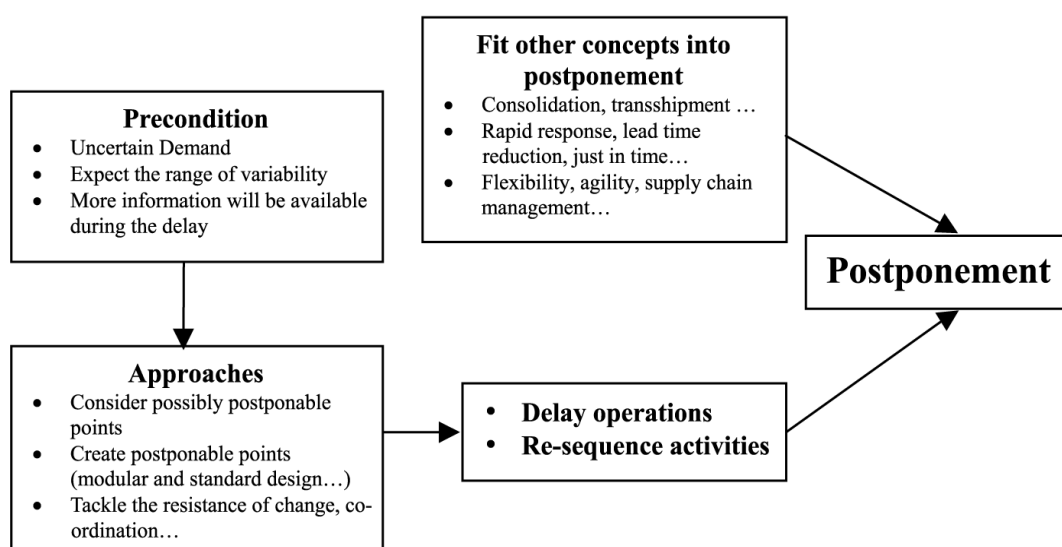 Precondition
• Uncertain Demand
• Expect the range of variability
• More information will be available
during the delay
Fit other concepts into
postponement
• Consolidation, transshipment …
• Rapid response, lead time
reduction, just in time…
• Flexibility, agility, supply chain
management…
Postponement
Approaches
• Consider possibly postponable
points
• Create postponable points
(modular and standard design…)
• Tackle the resistance of change, co-
ordination…
• Delay operations
• Re-sequence activities